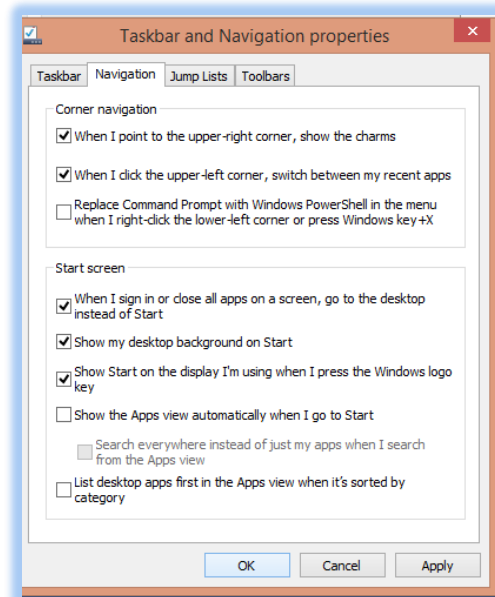 Taskbar and Navigation properties
Taskbar Navigation Jump Lists Toolbars
Corner navigation
When I point to the upper-right corner, show the charms
When I click the upper-left corner, switch between my recent apps
Replace Command Prompt with Windows PowerShell in the menu
when I right-click the lower-left corner or press Windows key+X
Start screen
When I sign in or close all apps on a screen, go to the desktop
instead of Start
Show my desktop background on Start
Show Start on the display I'm using when I press the Windows logo
key
Show the Apps view automatically when I go to Start
Search everywhere instead of just my apps when I search
from the Apps view
List desktop apps first in the Apps view when it's sorted by
category
OK Cancel Apply